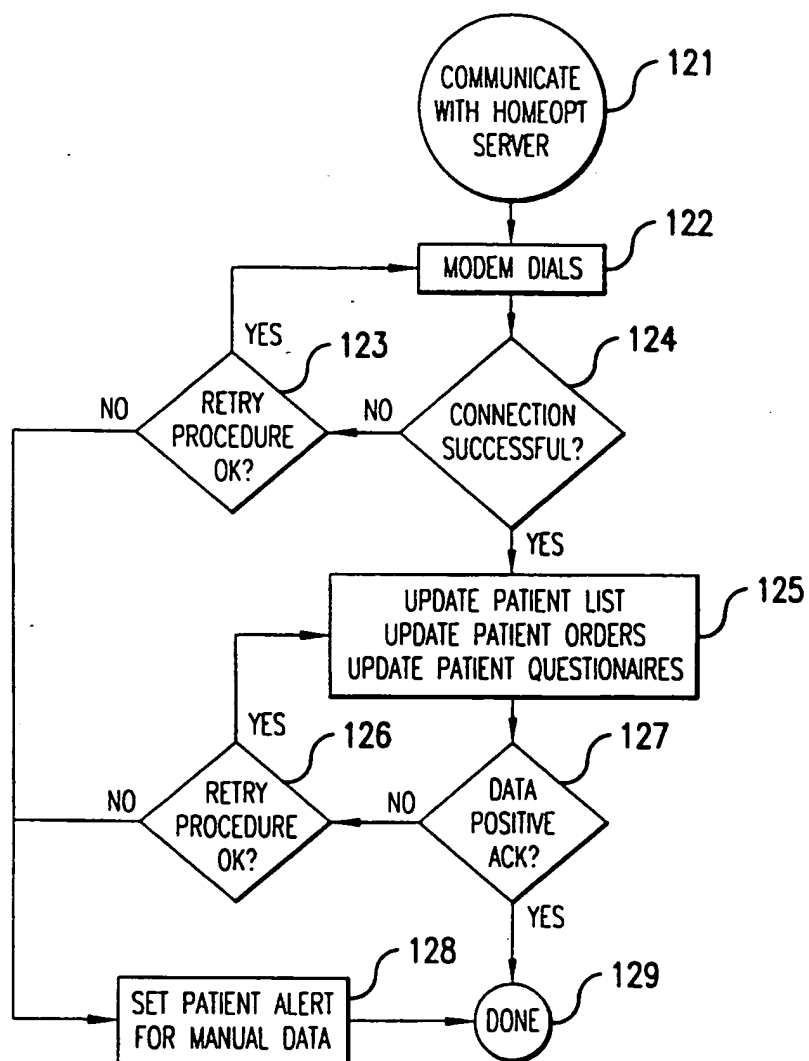 COMMUNICATE
WITH HOMEOPT
SERVER
121
MODEM DIALS
122
YES
123
124
NO
RETRY
PROCEDURE
OK?
NO
CONNECTION
SUCCESSFUL?
YES
UPDATE PATIENT LIST
UPDATE PATIENT ORDERS
UPDATE PATIENT QUESTIONAIRES
125
YES
126
127
NO
RETRY
PROCEDURE
OK?
NO
DATA
POSITIVE
ACK?
YES
128
129
SET PATIENT ALERT
FOR MANUAL DATA
DONE